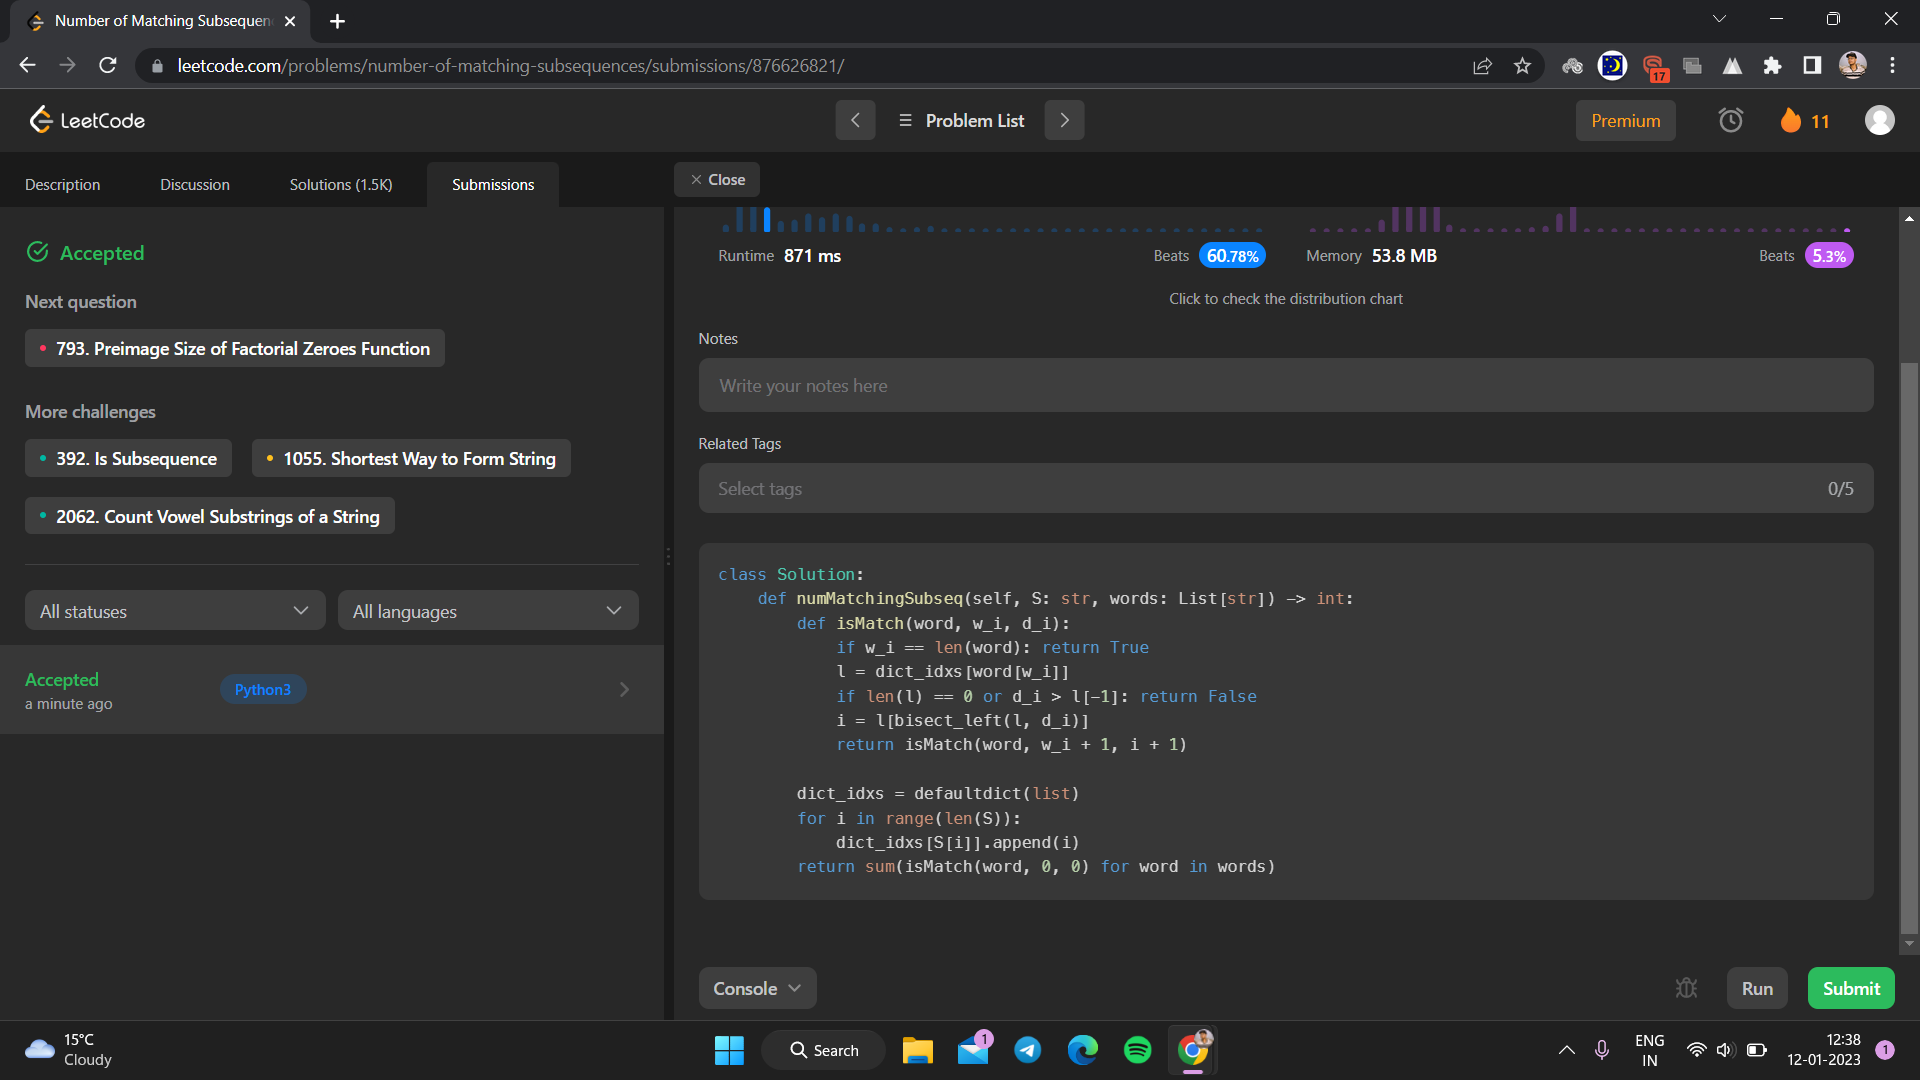 Number of Matching Subsequen
leetcode.com/problems/number-of-matching-subsequences/submissions/876626821/
17
LeetCode
Problem List
Premium
11
Description
Discussion
Solutions (1.5K)
Submissions
Close
Accepted
Next question
793. Preimage Size of Factorial Zeroes Function
More challenges
392. Is Subsequence
1055. Shortest Way to Form String
2062. Count Vowel Substrings of a String
All statuses
All languages
Accepted
a minute ago
Python3
Runtime 871 ms
Beats 60.78%
Memory 53.8 MB
Beats 5.3%
Click to check the distribution chart
Notes
Write your notes here
Related Tags
Select tags
0/5
class Solution:
    def numMatchingSubseq(self, S: str, words: List[str]) -> int:
        def isMatch(word, w_i, d_i):
            if w_i == len(word): return True
            l = dict_idxs[word[w_i]]
            if len(l) == 0 or d_i > l[-1]: return False
            i = l[bisect_left(l, d_i)]
            return isMatch(word, w_i + 1, i + 1)
        dict_idxs = defaultdict(list)
        for i in range(len(S)):
            dict_idxs[S[i]].append(i)
        return sum(isMatch(word, 0, 0) for word in words)
Console
Run
Submit
15°C
Cloudy
Search
1
ENG
IN
12:38
12-01-2023
1